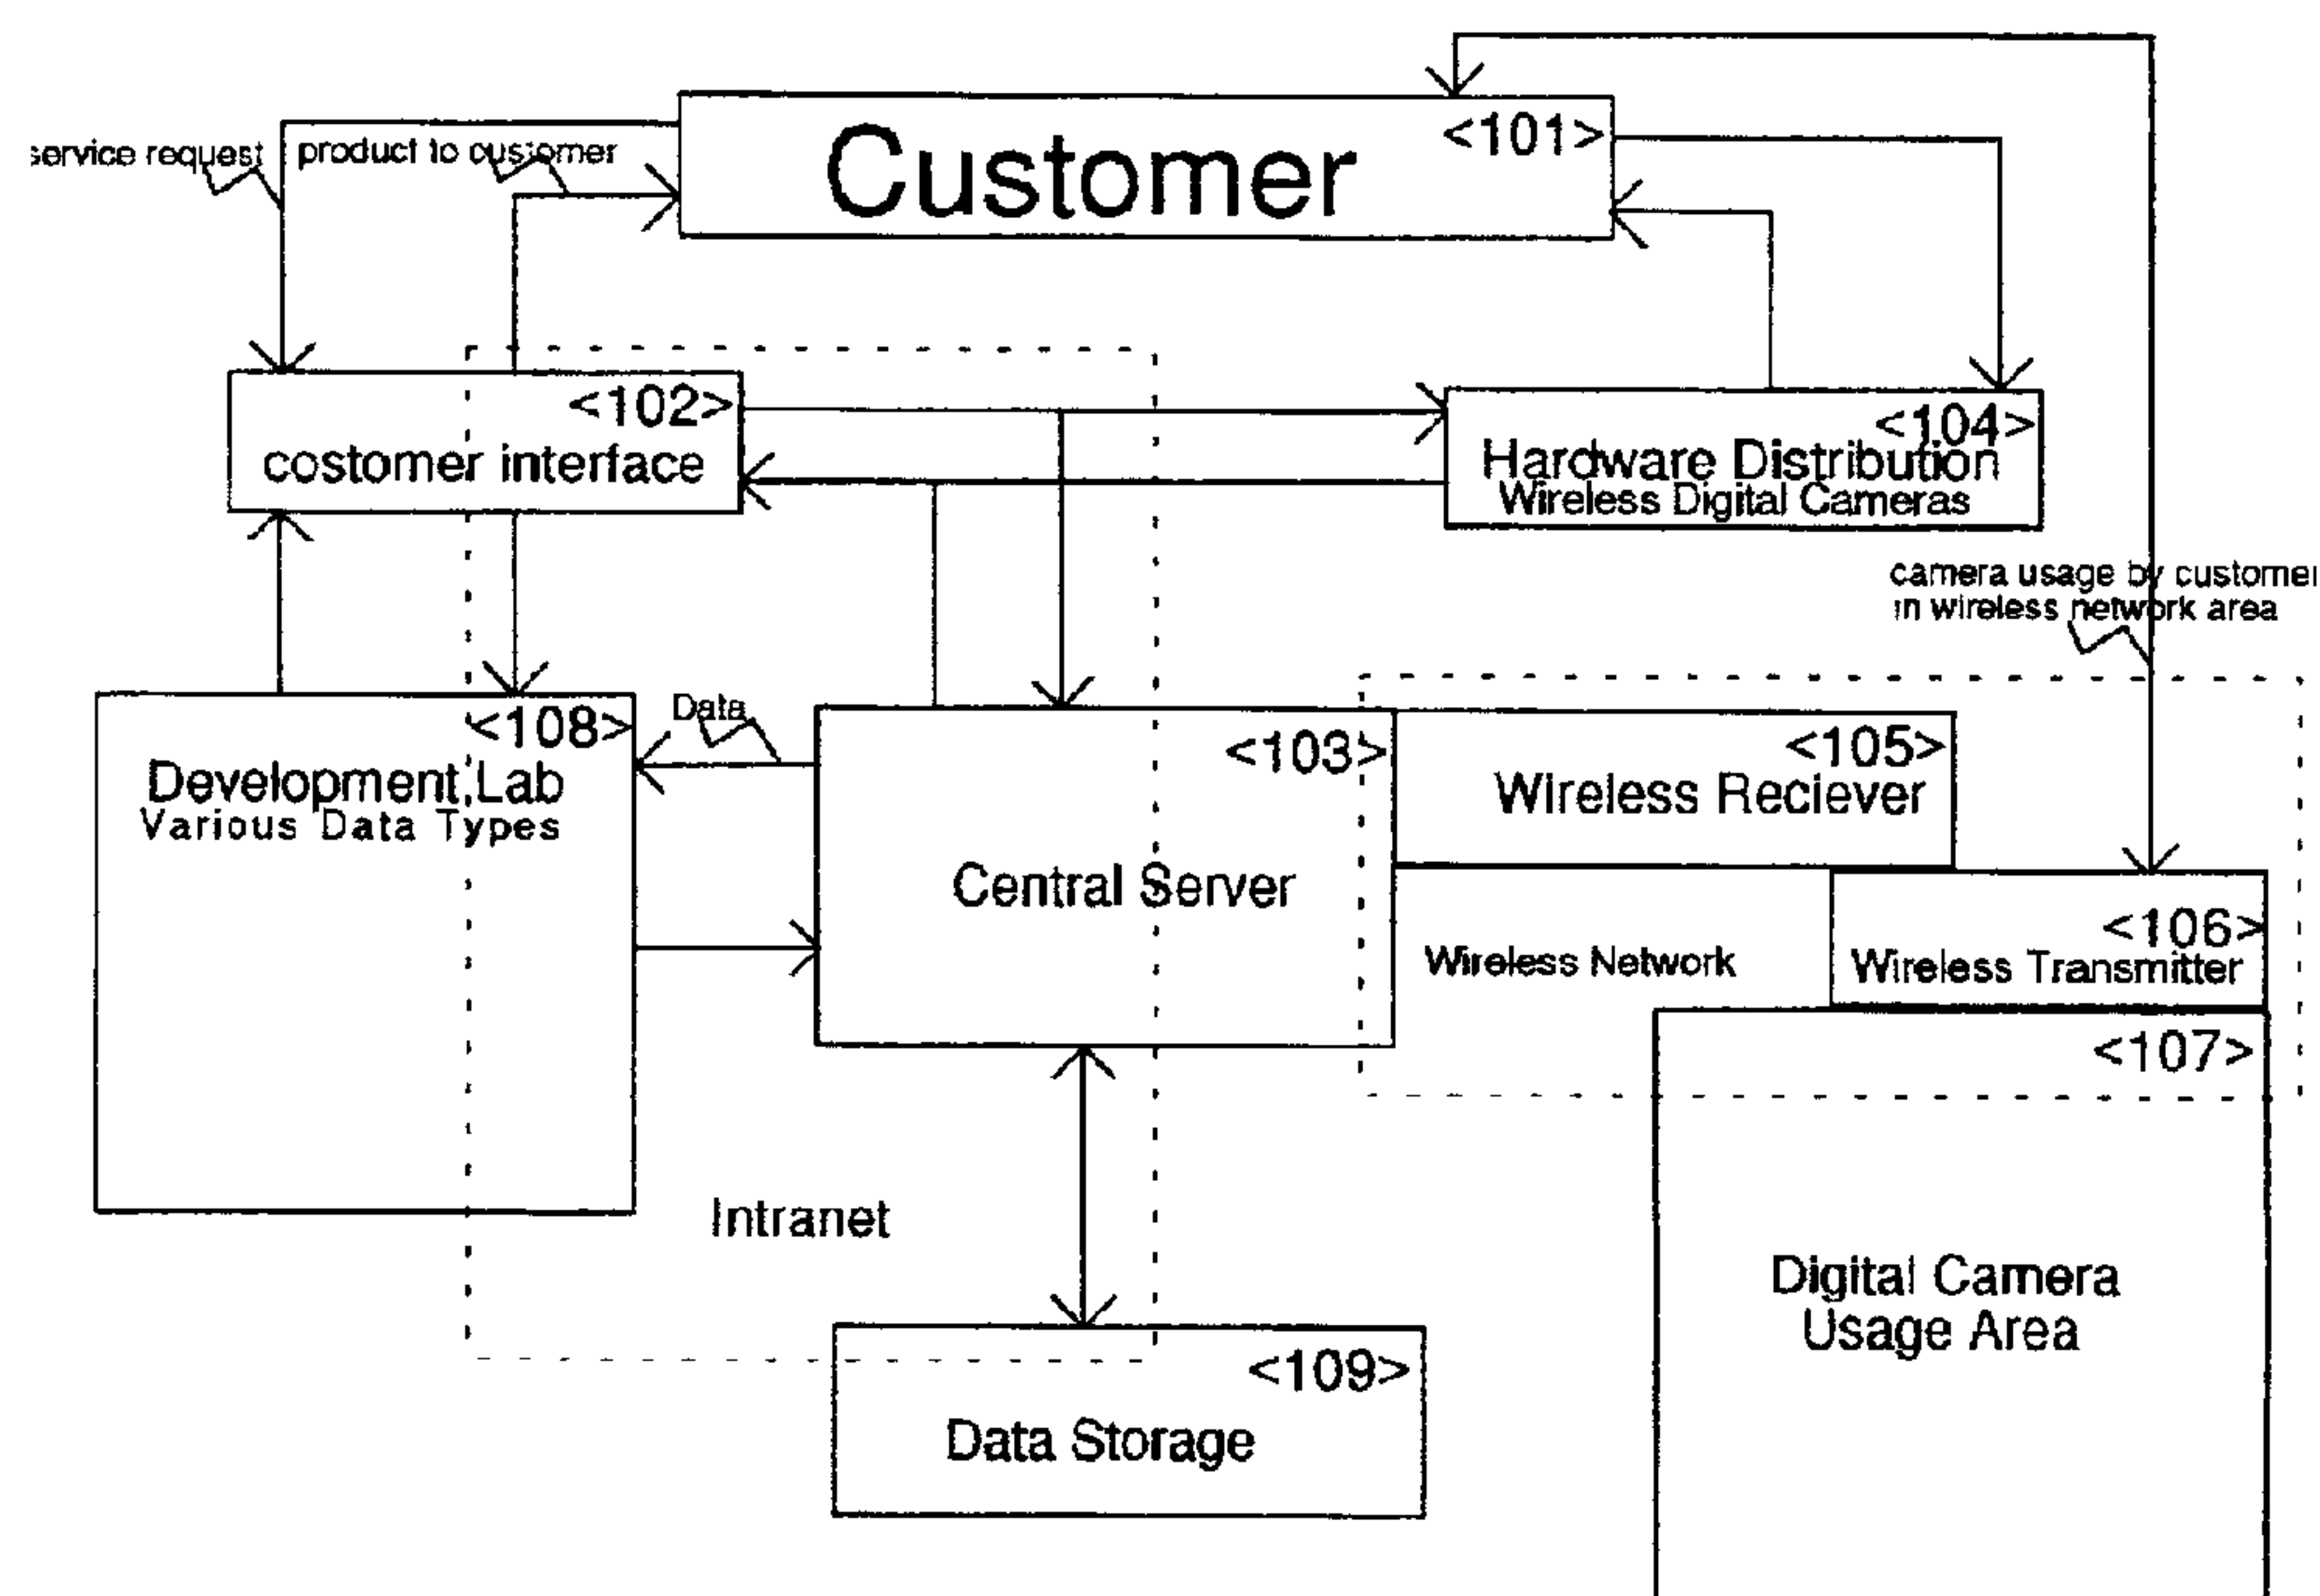 <101>
Customer
service request
product to customer
<102>
costomer interface
<104>
Hardware Distribution
Wireless Digital Cameras
camera usage by customer
in wireless network area
<108>
Development Lab
Various Data Types
Data
<103>
Central Server
<105>
Wireless Reciever
Wireless Network
<106>
Wireless Transmitter
<107>
Digital Camera
Usage Area
Intranet
<109>
Data Storage